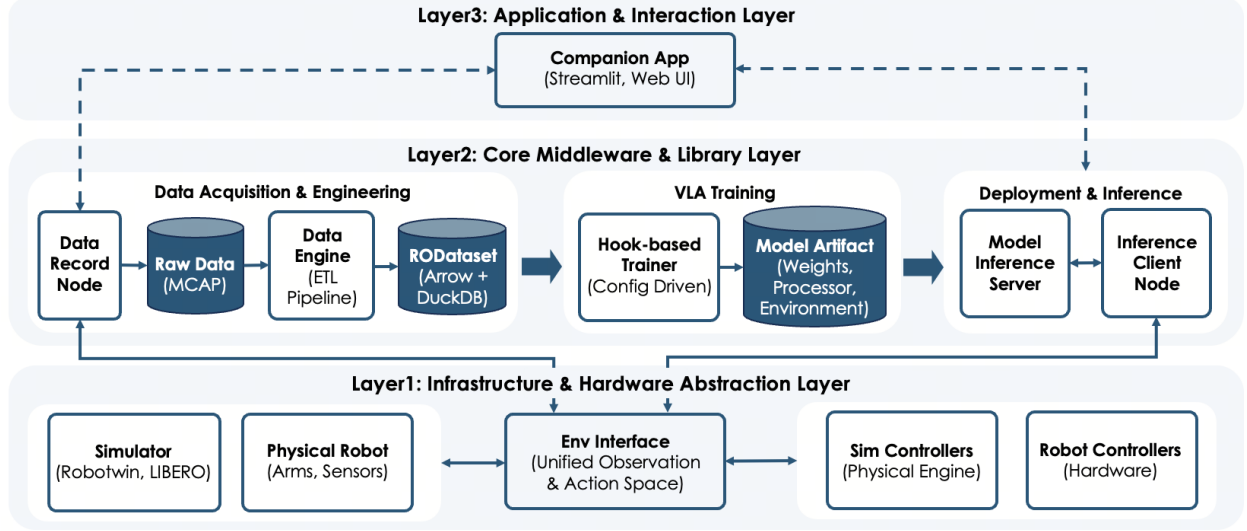 Layer3: Application & Interaction Layer
Companion App
(Streamlit, Web UI)
Layer2: Core Middleware & Library Layer
Data Acquisition & Engineering
Data
Record
Node
Raw Data
(MCAP)
Data
Engine
(ETL
Pipeline)
RODataset
(Arrow +
DuckDB)
VLA Training
Hook-based
Trainer
(Config Driven)
Model Artifact
(Weights,
Processor,
Environment)
Deployment & Inference
Model
Inference
Server
Inference
Client
Node
Layer1: Infrastructure & Hardware Abstraction Layer
Simulator
(Robotwin, LIBERO)
Physical Robot
(Arms, Sensors)
Env Interface
(Unified Observation
& Action Space)
Sim Controllers
(Physical Engine)
Robot Controllers
(Hardware)